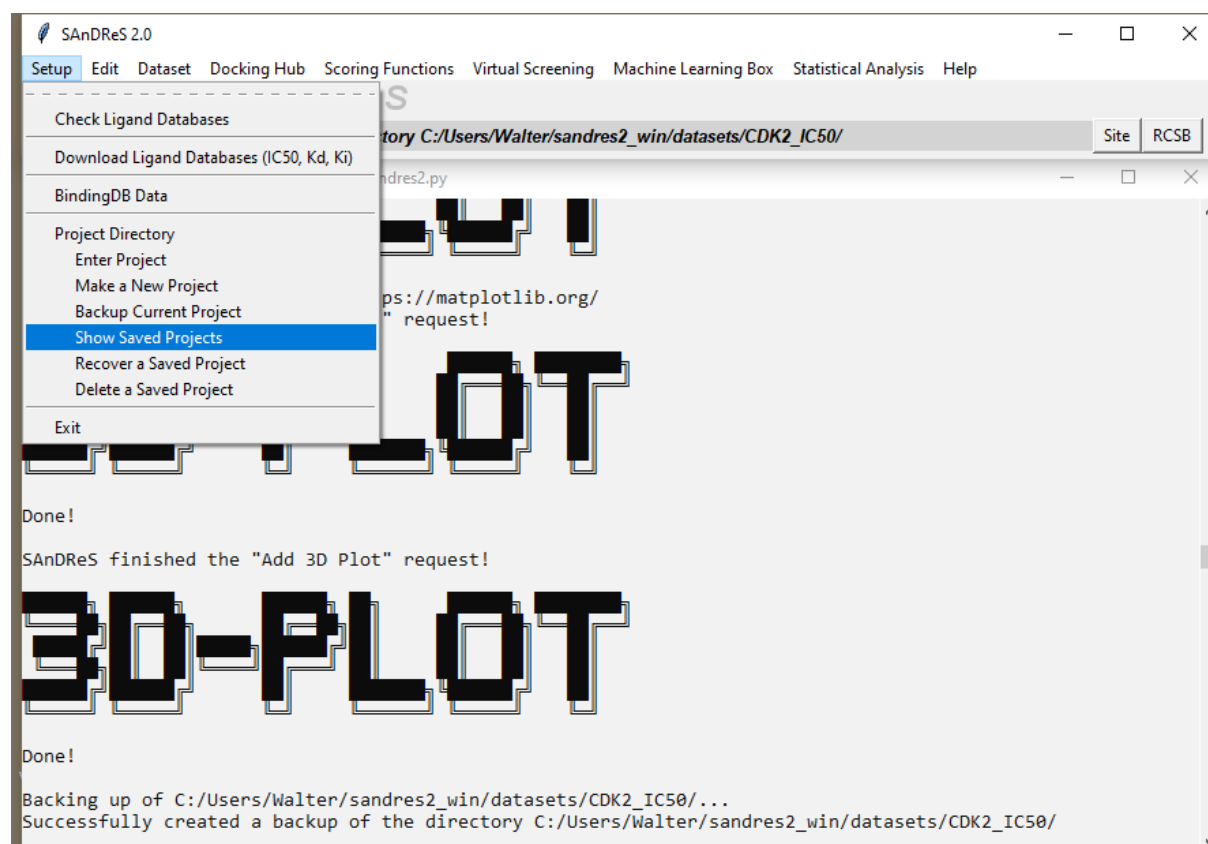 SAnDReS 2.0
Setup Edit Dataset Docking Hub Scoring Functions Virtual Screening Machine Learning Box Statistical Analysis Help
S
Check Ligand Databases
tory C:/Users/Walter/sandres2_win/datasets/CDK2_IC50/ Site RCSB
Download Ligand Databases (IC50, Kd, Ki)
ndres2.py
BindingDB Data
Project Directory
Enter Project
Make a New Project
ps://matplotlib.org/
Backup Current Project
" request!
Show Saved Projects
Recover a Saved Project
Delete a Saved Project
Exit
Done!
SAnDReS finished the "Add 3D Plot" request!
3D-PLOT
Done!
Backing up of C:/Users/Walter/sandres2_win/datasets/CDK2_IC50/...
Successfully created a backup of the directory C:/Users/Walter/sandres2_win/datasets/CDK2_IC50/